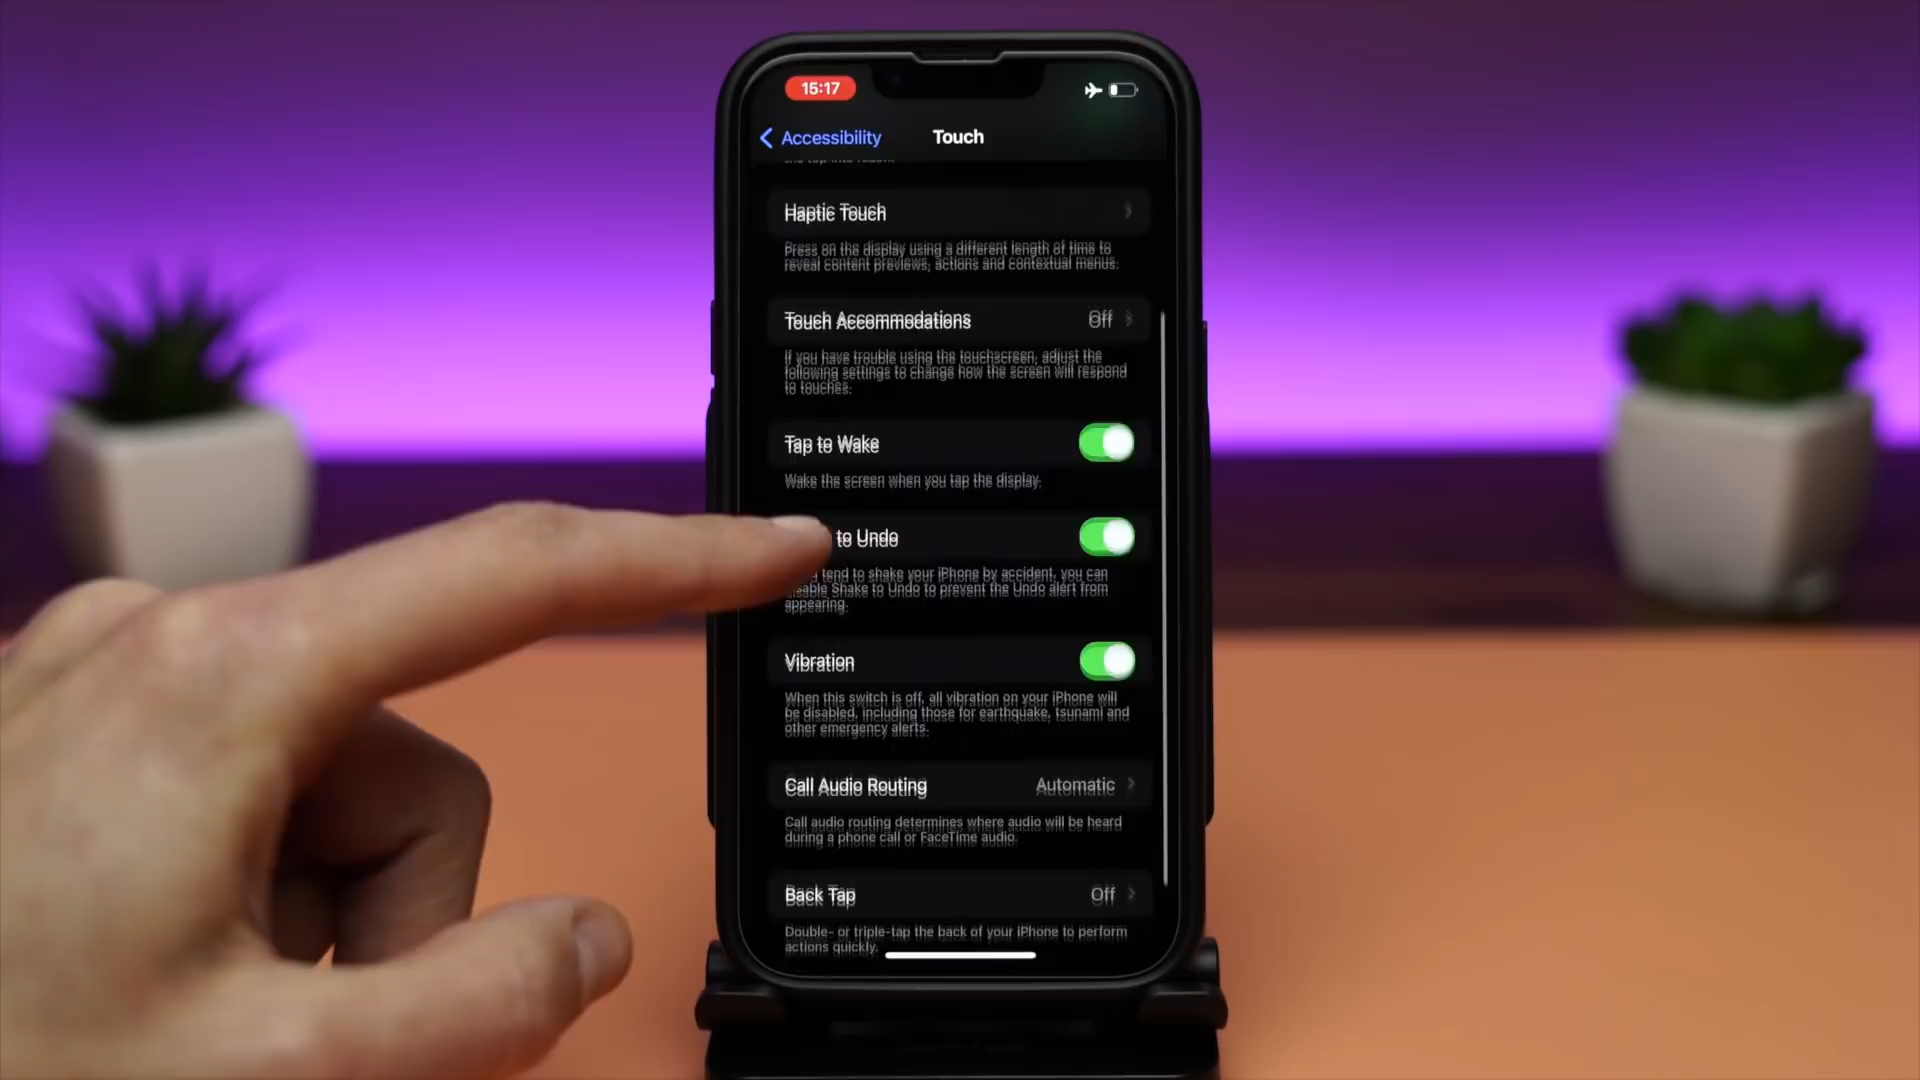 15:17
Accessibility
Touch
the tap into
Haptic Touch
Press on the display using a different length of time to
reveal content previews, actions and contextual menus.
Touch Accommodations
Off
If you have trouble using the touchscreen, adjust the
following settings to change how the screen will respond
to touches.
Tap to Wake
Wake the screen when you tap the display.
to Undo
tend to shake your iPhone by accident, you can
Shake to Undo to prevent the Undo alert from
appearing.
Vibration
When this switch is off, all vibration on your iPhone will
be disabled, including those for earthquake, tsunami and
other emergency alerts.
Call Audio Routing
Automatic
Call audio routing determines where audio will be heard
during a phone call or FaceTime audio.
Back Tap
Off
Double- or triple-tap the back of your iPhone to perform
actions quickly.